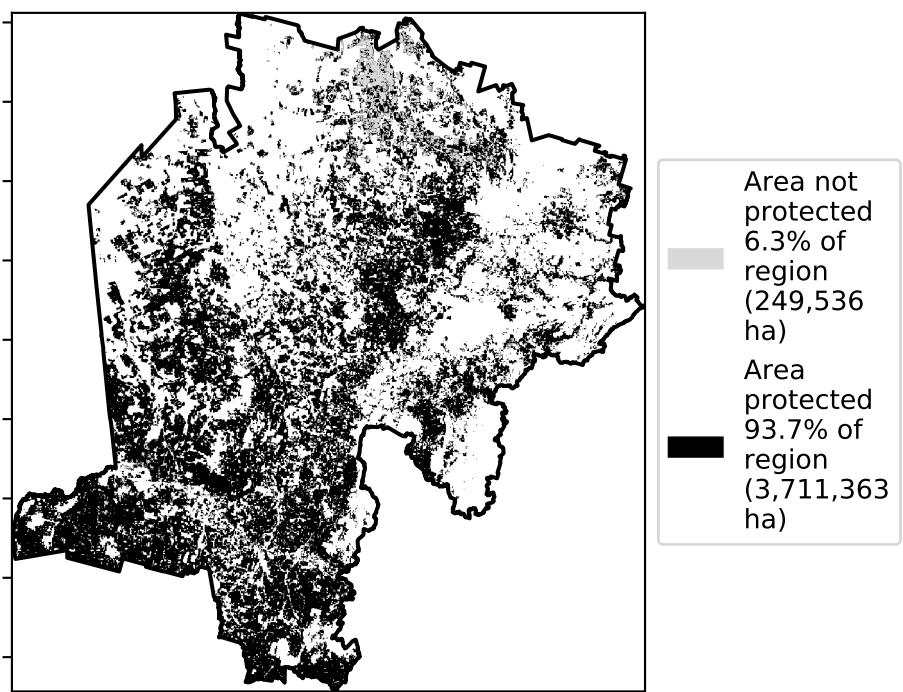 Area not
protected
6.3% of
region
(249,536
ha)
Area
protected
93.7% of
region
(3,711,363
ha)